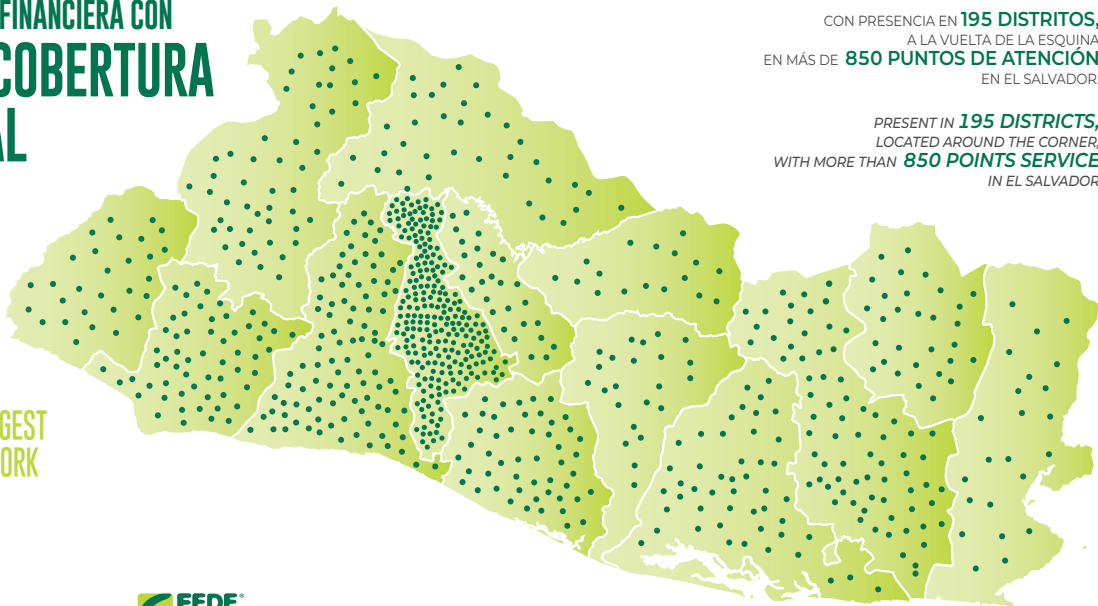 FINANCIERA CON
COBERTURA
AL
CON PRESENCIA EN 195 DISTRITOS,
A LA VUELTA DE LA ESQUINA
EN MÁS DE 850 PUNTOS DE ATENCIÓN
EN EL SALVADOR.
PRESENT IN 195 DISTRICTS,
LOCATED AROUND THE CORNER,
WITH MORE THAN 850 POINTS SERVICE
IN EL SALVADOR
GEST
ORK
FEDE